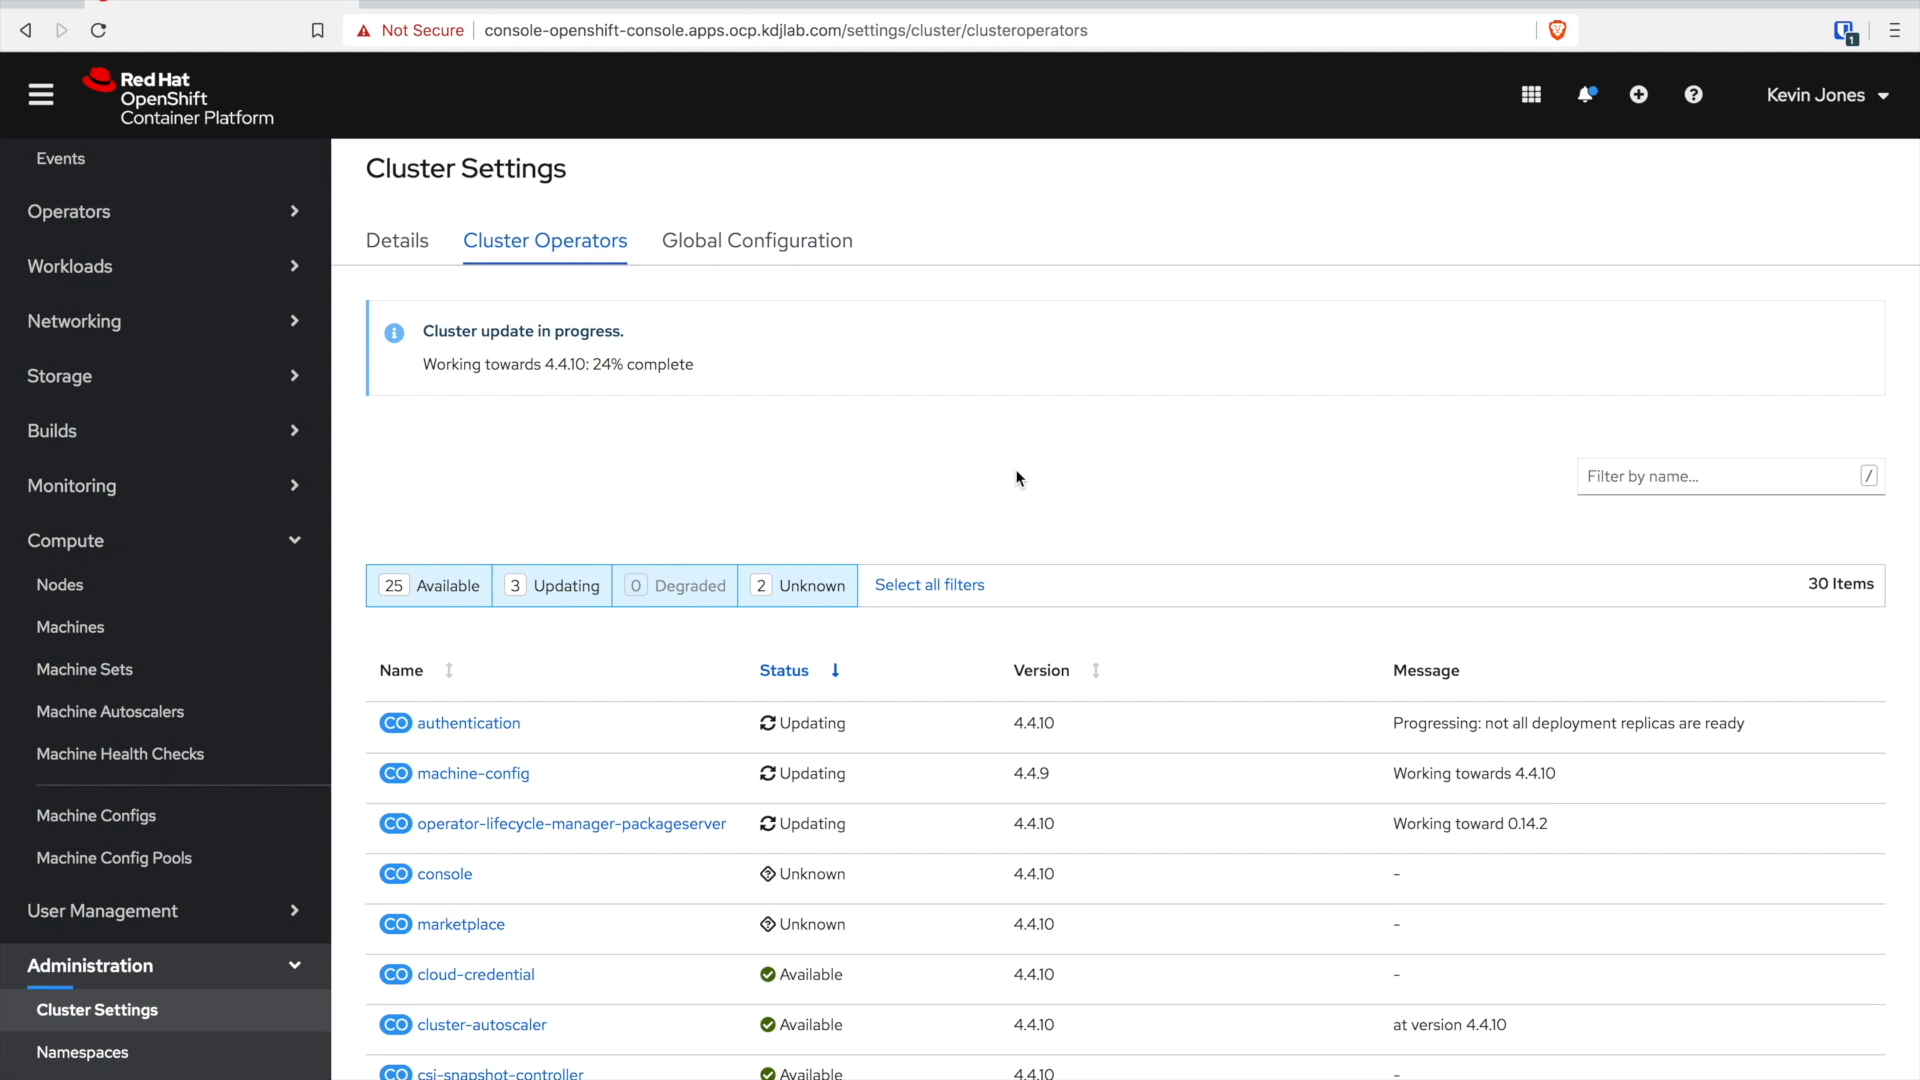 Not Secure console-openshift-console.apps.ocp.kdjlab.com/settings/cluster/clusteroperators
1
Red Hat
OpenShift
Container Platform
Kevin Jones
Events
Operators
Workloads
Networking
Storage
Builds
Monitoring
Compute
Nodes
Machines
Machine Sets
Machine Autoscalers
Machine Health Checks
Machine Configs
Machine Config Pools
User Management
Administration
Cluster Settings
Namespaces
Cluster Settings
Details Cluster Operators Global Configuration
Cluster update in progress.
Working towards 4.4.10: 24% complete
Filter by name... /
25 Available 3 Updating 0 Degraded 2 Unknown Select all filters 30 Items
Name Status Version Message
CO authentication Updating 4.4.10 Progressing: not all deployment replicas are ready
CO machine-config Updating 4.4.9 Working towards 4.4.10
CO operator-lifecycle-manager-packageserver Updating 4.4.10 Working toward 0.14.2
CO console Unknown 4.4.10 -
CO marketplace Unknown 4.4.10 -
CO cloud-credential Available 4.4.10 -
CO cluster-autoscaler Available 4.4.10 at version 4.4.10
CO csi-snapshot-controller Available 4.4.10 -